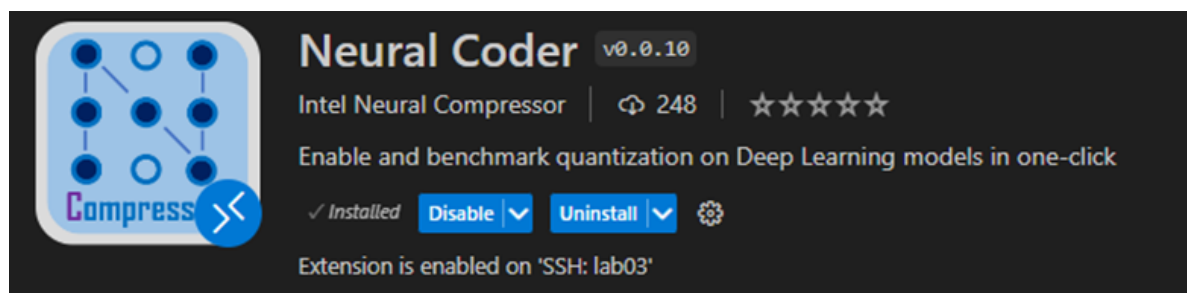 Neural Coder v0.0.10
Intel Neural Compressor 248
Enable and benchmark quantization on Deep Learning models in one-click
Compress
✓ Installed Disable Uninstall
Extension is enabled on 'SSH: lab03'